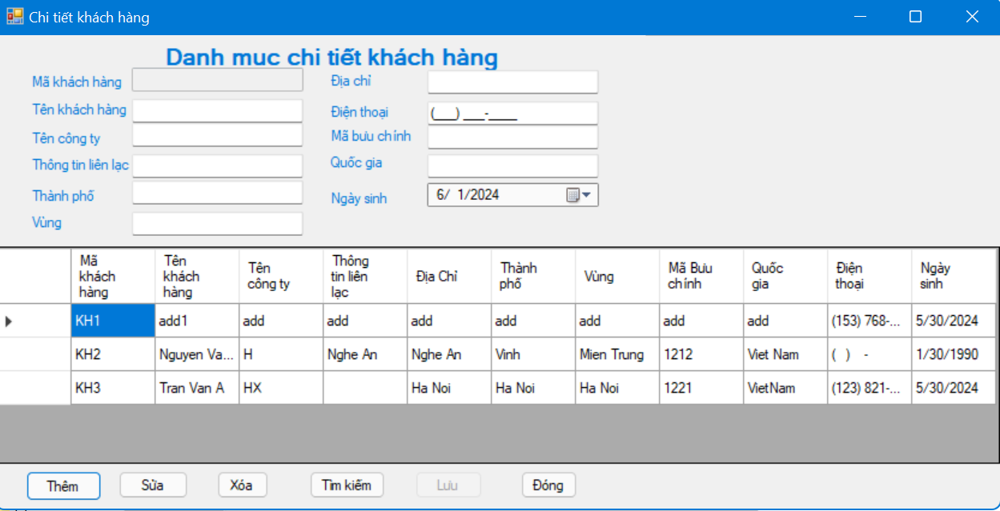 Chi tiết khách hàng
Danh muc chi tiết khách hàng
Mã khách hàng
Địa chỉ
Tên khách hàng
Điện thoại
(___) ___-____
Tên công ty
Mã bưu chính
Thông tin liên lạc
Quốc gia
Thành phố
Ngày sinh
6/ 1/2024
Vùng
Mã khách hàng
Tên khách hàng
Tên công ty
Thông tin liên lạc
Địa Chỉ
Thành phố
Vùng
Mã Bưu chính
Quốc gia
Điện thoại
Ngày sinh
KH1 add1 add add add add add add add (153) 768-... 5/30/2024
KH2 Nguyen Va... H Nghe An Nghe An Vinh Mien Trung 1212 Viet Nam ( ) - 1/30/1990
KH3 Tran Van A HX Ha Noi Ha Noi Ha Noi 1221 VietNam (123) 821-... 5/30/2024
Thêm Sửa Xóa Tìm kiếm Lưu Đóng